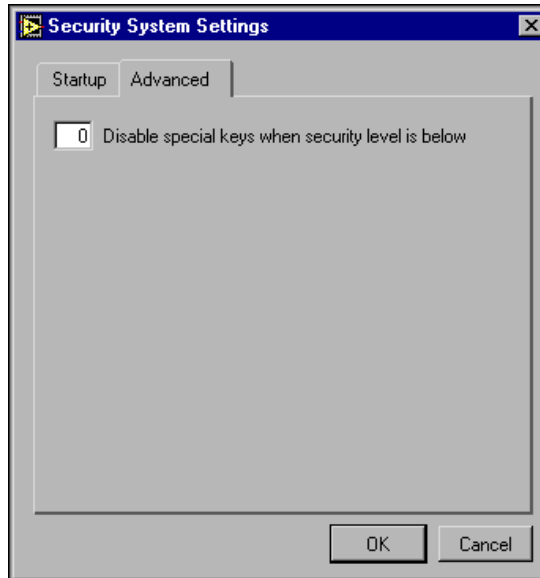 Security System Settings
Startup Advanced
0 Disable special keys when security level is below
OK Cancel